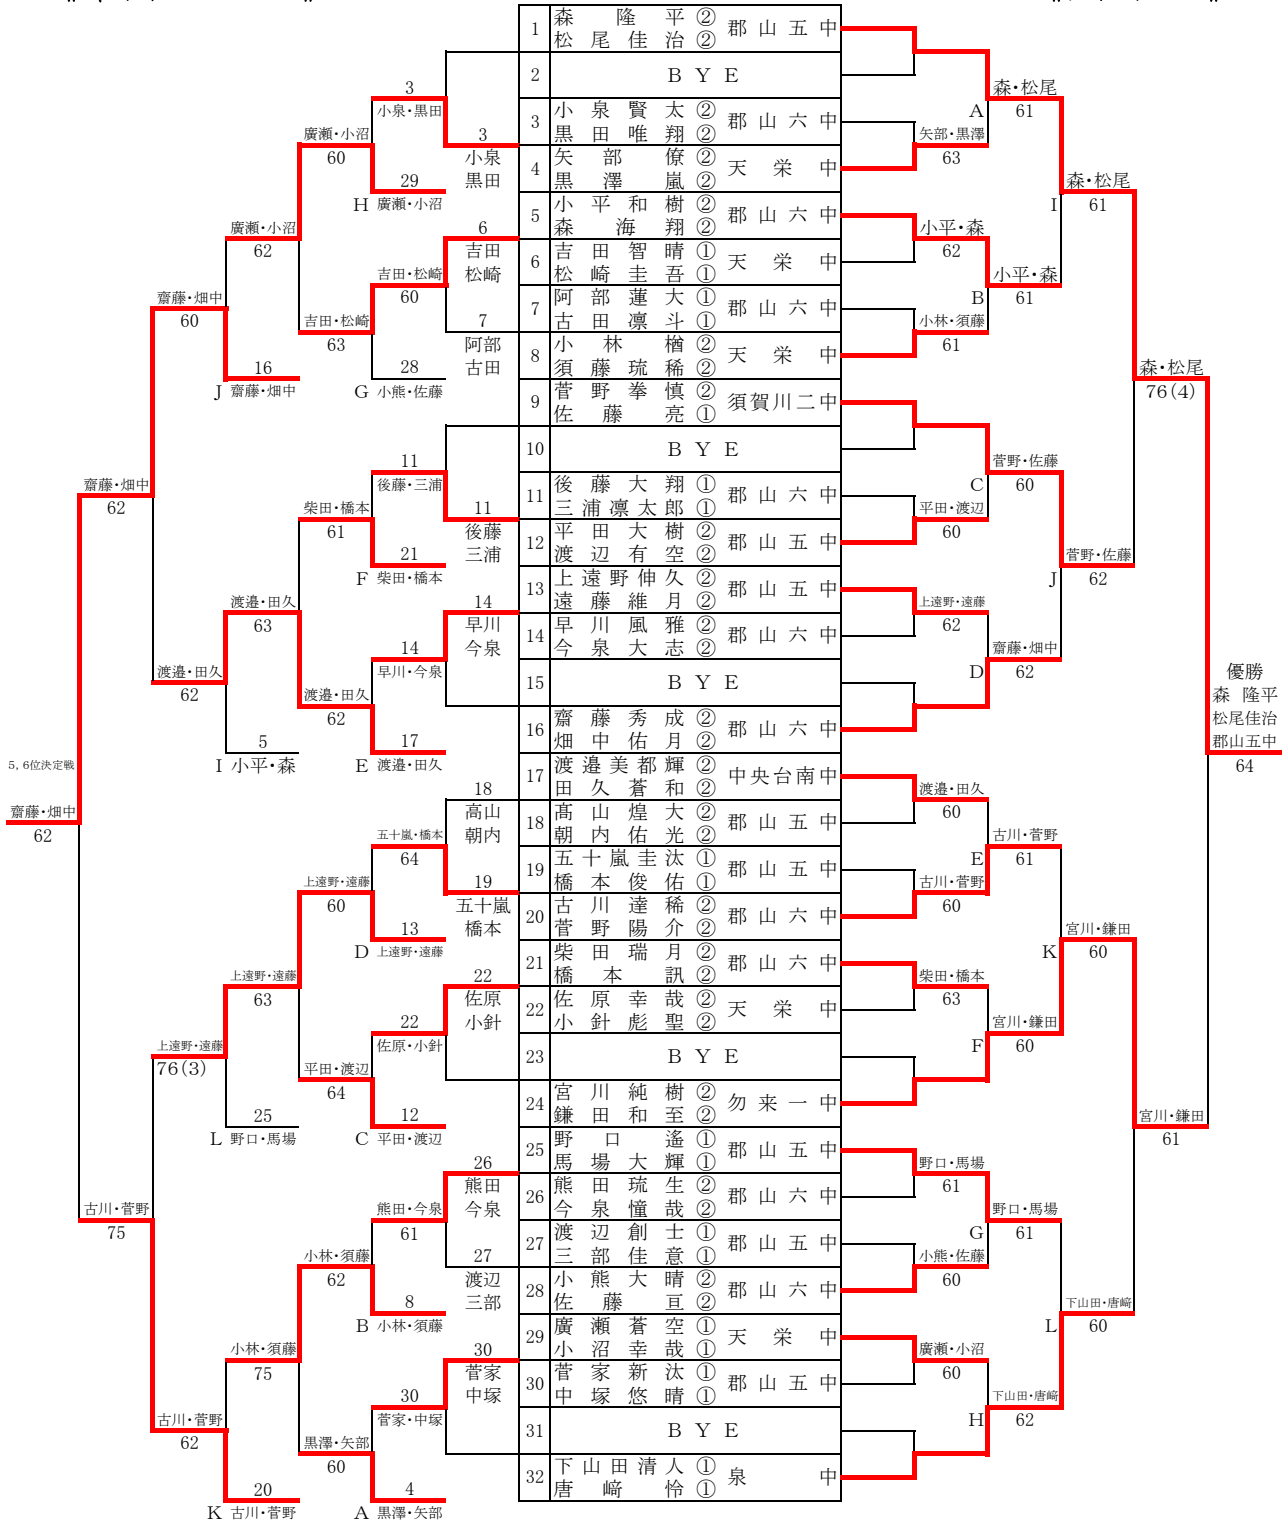 1 森隆平② 松尾佳治② 郡山五中
2 BYE
3 小泉賢太② 黒田唯翔② 郡山六中
4 矢部僚② 黒澤嵐② 天栄中
5 小平和樹② 森海翔② 郡山六中
6 吉田智晴① 松崎圭吾① 天栄中
7 阿部蓮大① 古田凛斗① 郡山六中
8 小林楢② 須藤琉稀② 天栄中
9 菅野拳慎② 佐藤亮① 須賀川二中
10 BYE
11 後藤大翔① 三浦凛太郎① 郡山六中
12 平田大樹② 渡辺有空② 郡山五中
13 上遠野伸久② 遠藤維月② 郡山五中
14 早川風雅② 今泉大志② 郡山六中
15 BYE
16 齋藤秀成② 畑中佑月② 郡山六中
17 渡邉美都輝② 田久蒼和② 中央台南中
18 髙山煌大② 朝内佑光② 郡山五中
19 五十嵐圭汰① 橋本俊佑① 郡山五中
20 古川達稀② 菅野陽介② 郡山六中
21 柴田瑞月② 橋本訊② 郡山六中
22 佐原幸哉② 小針彪聖② 天栄中
23 BYE
24 宮川純樹② 鎌田和至② 勿来一中
25 野口遙① 馬場大輝① 郡山五中
26 熊田琉生② 今泉憧哉② 郡山六中
27 渡辺創士① 三部佳意① 郡山五中
28 小熊大晴② 佐藤亘② 郡山六中
29 廣瀬蒼空① 小沼幸哉① 天栄中
30 菅家新汰① 中塚悠晴① 郡山五中
31 BYE
32 下山田清人① 唐﨑怜① 泉中
矢部・黒澤
63
小平・森
62
小林・須藤
61
平田・渡辺
60
上遠野・遠藤
62
渡邉・田久
60
古川・菅野
60
柴田・橋本
63
野口・馬場
61
小熊・佐藤
60
廣瀬・小沼
60
A 森・松尾
61
B 小平・森
61
C 菅野・佐藤
60
D 齋藤・畑中
62
E 古川・菅野
61
F 宮川・鎌田
60
G 野口・馬場
61
H 下山田・唐﨑
62
I 森・松尾
61
J 菅野・佐藤
62
K 宮川・鎌田
60
L 下山田・唐﨑
60
森・松尾
76(4)
宮川・鎌田
61
優勝
森 隆平
松尾佳治
郡山五中
64
3
小泉
黒田
6
吉田
松崎
7
阿部
古田
11
後藤
三浦
14
早川
今泉
18
高山
朝内
19
五十嵐
橋本
22
佐原
小針
26
熊田
今泉
27
渡辺
三部
30
菅家
中塚
3
小泉・黒田
29
H 廣瀬・小沼
吉田・松崎
60
28
G 小熊・佐藤
11
後藤・三浦
21
F 柴田・橋本
14
早川・今泉
17
E 渡邉・田久
五十嵐・橋本
64
13
D 上遠野・遠藤
22
佐原・小針
12
C 平田・渡辺
熊田・今泉
61
8
B 小林・須藤
30
菅家・中塚
4
A 黒澤・矢部
廣瀬・小沼
60
吉田・松崎
63
柴田・橋本
61
渡邉・田久
62
上遠野・遠藤
60
平田・渡辺
64
小林・須藤
62
黒澤・矢部
60
廣瀬・小沼
62
16
J 齋藤・畑中
渡邉・田久
63
5
I 小平・森
上遠野・遠藤
63
25
L 野口・馬場
小林・須藤
75
20
K 古川・菅野
齋藤・畑中
60
渡邉・田久
62
上遠野・遠藤
76(3)
古川・菅野
62
齋藤・畑中
62
古川・菅野
75
5,6位決定戦
齋藤・畑中
62